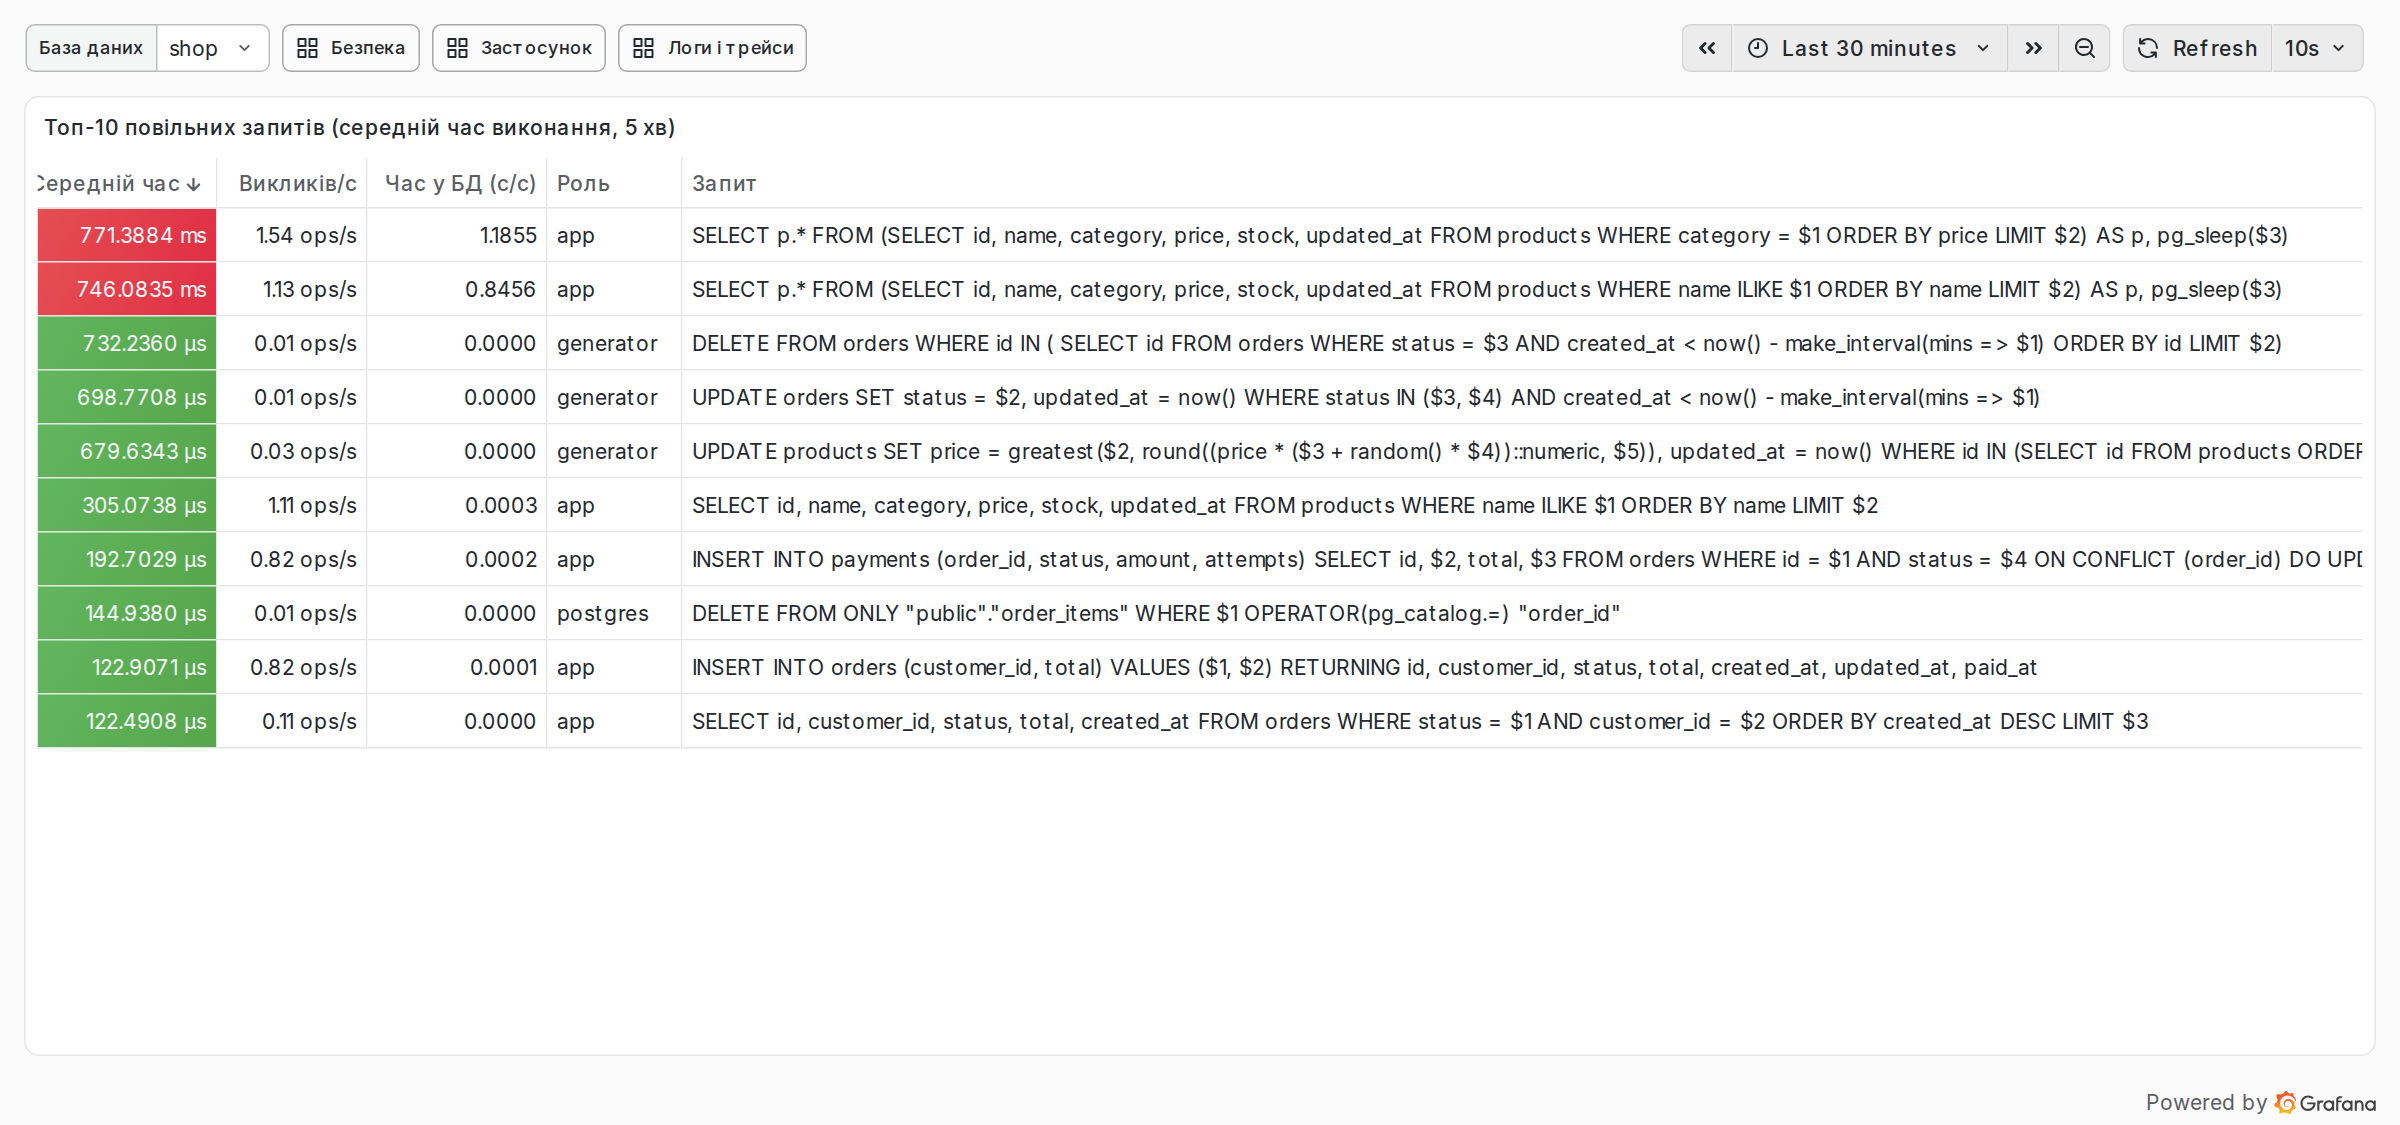 База даних shop Безпека Застосунок Логи і трейси Last 30 minutes Refresh 10s
Топ-10 повільних запитів (середній час виконання, 5 хв)
Середній час Викликів/с Час у БД (с/с) Роль Запит
771.3884 ms 1.54 ops/s 1.1855 app SELECT p.* FROM (SELECT id, name, category, price, stock, updated_at FROM products WHERE category = $1 ORDER BY price LIMIT $2) AS p, pg_sleep($3)
746.0835 ms 1.13 ops/s 0.8456 app SELECT p.* FROM (SELECT id, name, category, price, stock, updated_at FROM products WHERE name ILIKE $1 ORDER BY name LIMIT $2) AS p, pg_sleep($3)
732.2360 µs 0.01 ops/s 0.0000 generator DELETE FROM orders WHERE id IN ( SELECT id FROM orders WHERE status = $3 AND created_at < now() - make_interval(mins => $1) ORDER BY id LIMIT $2)
698.7708 µs 0.01 ops/s 0.0000 generator UPDATE orders SET status = $2, updated_at = now() WHERE status IN ($3, $4) AND created_at < now() - make_interval(mins => $1)
679.6343 µs 0.03 ops/s 0.0000 generator UPDATE products SET price = greatest($2, round((price * ($3 + random() * $4))::numeric, $5)), updated_at = now() WHERE id IN (SELECT id FROM products ORDER
305.0738 µs 1.11 ops/s 0.0003 app SELECT id, name, category, price, stock, updated_at FROM products WHERE name ILIKE $1 ORDER BY name LIMIT $2
192.7029 µs 0.82 ops/s 0.0002 app INSERT INTO payments (order_id, status, amount, attempts) SELECT id, $2, total, $3 FROM orders WHERE id = $1 AND status = $4 ON CONFLICT (order_id) DO UPD
144.9380 µs 0.01 ops/s 0.0000 postgres DELETE FROM ONLY "public"."order_items" WHERE $1 OPERATOR(pg_catalog.=) "order_id"
122.9071 µs 0.82 ops/s 0.0001 app INSERT INTO orders (customer_id, total) VALUES ($1, $2) RETURNING id, customer_id, status, total, created_at, updated_at, paid_at
122.4908 µs 0.11 ops/s 0.0000 app SELECT id, customer_id, status, total, created_at FROM orders WHERE status = $1 AND customer_id = $2 ORDER BY created_at DESC LIMIT $3
Powered by Grafana